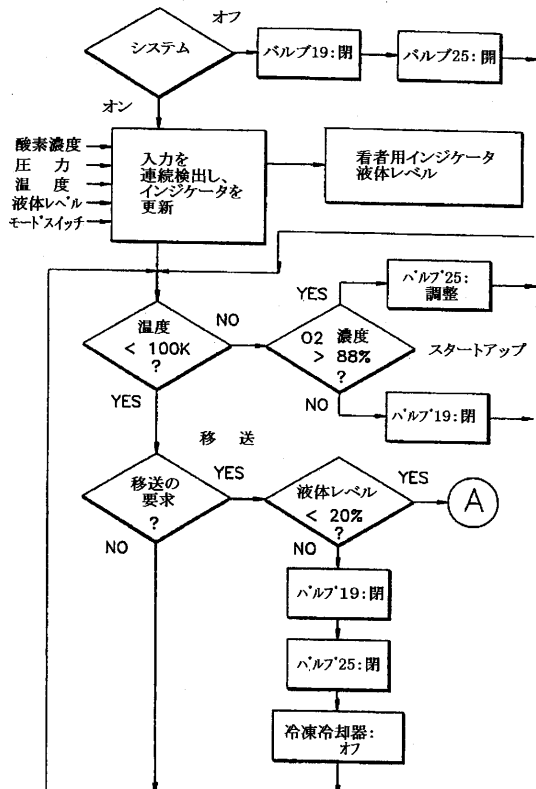 オフ
システム
バルブ19:閉
バルブ25:開
オン
酸素濃度
圧 力
温 度
液体レベル
モードスイッチ
入力を
連続検出し、
インジケータを
更新
看者用インジケータ
液体レベル
温度
< 100K
?
NO
YES
YES
O2 濃度
> 88%
?
NO
バルブ25:
調整
スタートアップ
バルブ19:閉
移 送
移送の
要求
?
YES
NO
液体レベル
< 20%
?
YES
NO
A
バルブ19:閉
バルブ25:閉
冷凍冷却器:
オフ